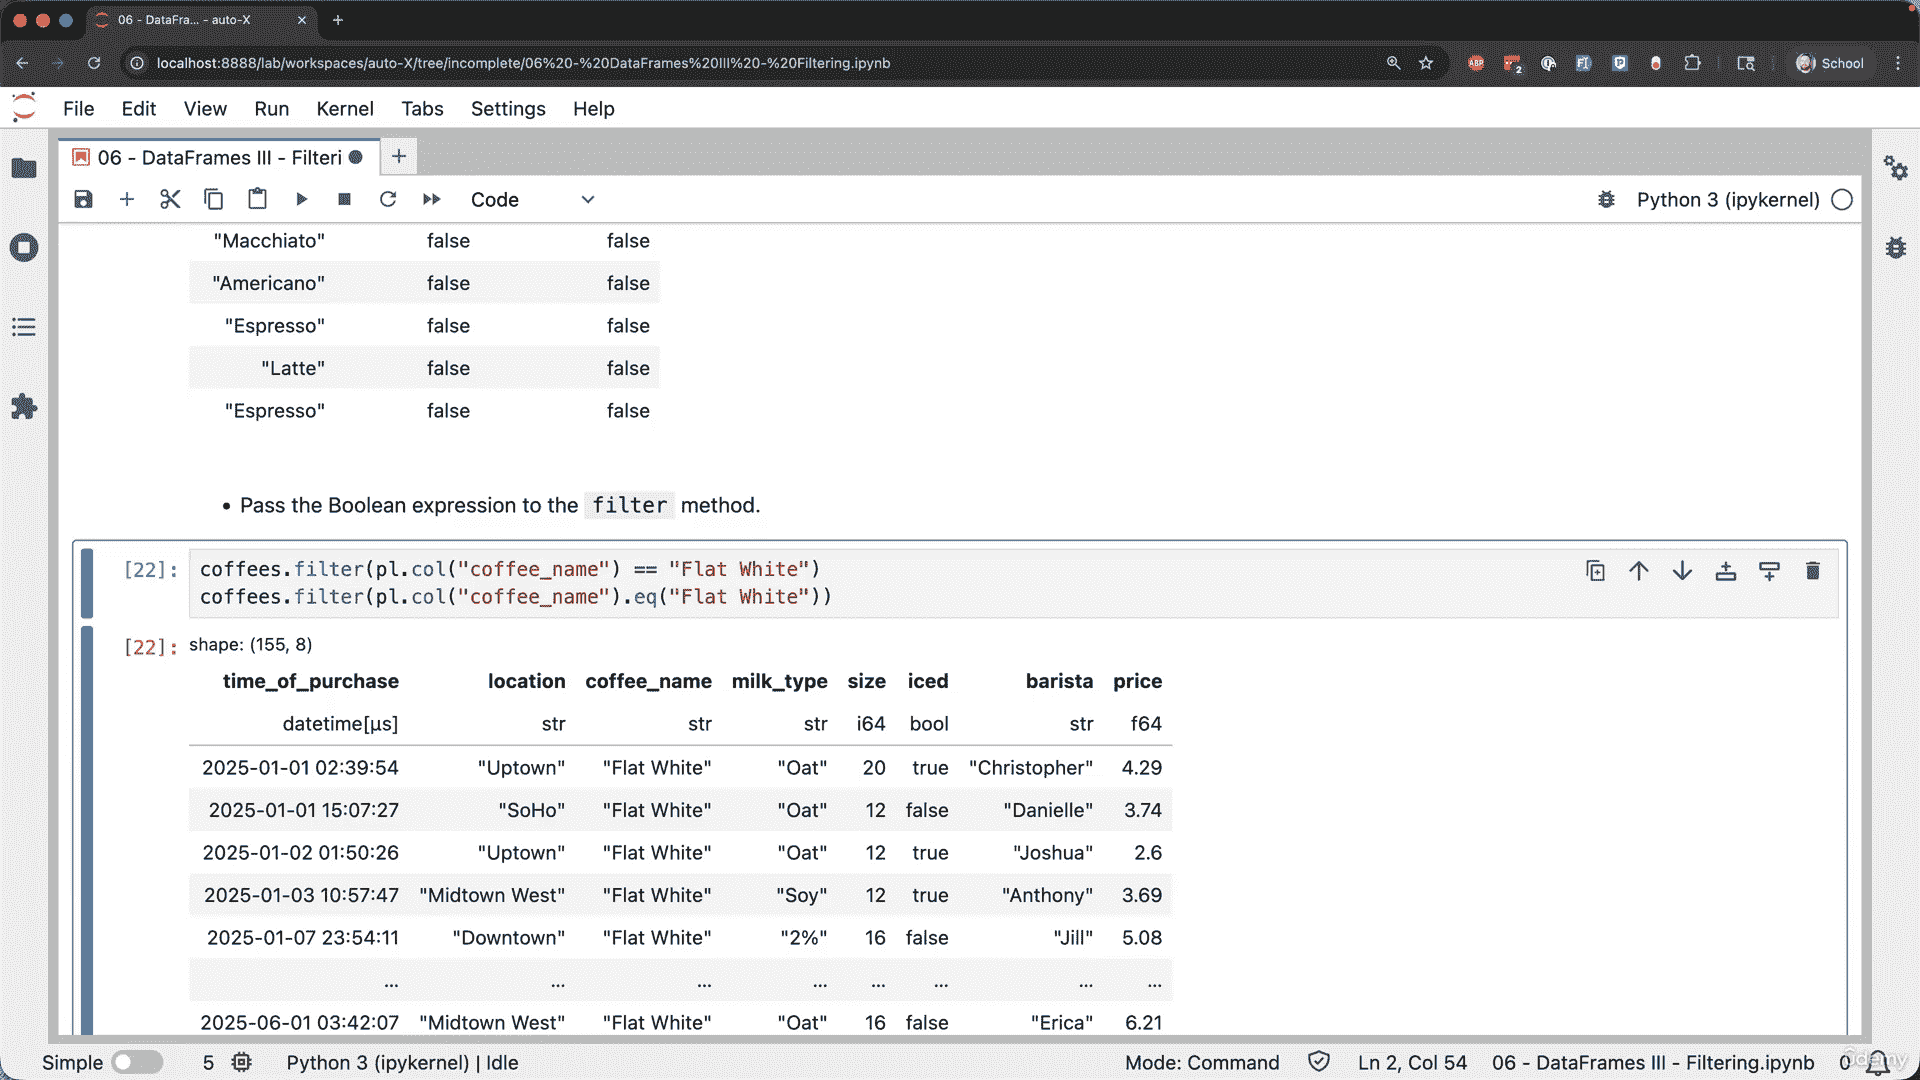 06 - DataFra... - auto-X
localhost:8888/lab/workspaces/auto-X/tree/incomplete/06%20-%20DataFrames%20III%20-%20Filtering.ipynb
ABP
2
School
File Edit View Run Kernel Tabs Settings Help
06 - DataFrames III - Filteri
Code
Python 3 (ipykernel)
"Macchiato" false false
"Americano" false false
"Espresso" false false
"Latte" false false
"Espresso" false false
• Pass the Boolean expression to the filter method.
[22]: coffees.filter(pl.col("coffee_name") == "Flat White")
coffees.filter(pl.col("coffee_name").eq("Flat White"))
[22]: shape: (155, 8)
time_of_purchase location coffee_name milk_type size iced barista price
datetime[μs] str str str i64 bool str f64
2025-01-01 02:39:54 "Uptown" "Flat White" "Oat" 20 true "Christopher" 4.29
2025-01-01 15:07:27 "SoHo" "Flat White" "Oat" 12 false "Danielle" 3.74
2025-01-02 01:50:26 "Uptown" "Flat White" "Oat" 12 true "Joshua" 2.6
2025-01-03 10:57:47 "Midtown West" "Flat White" "Soy" 12 true "Anthony" 3.69
2025-01-07 23:54:11 "Downtown" "Flat White" "2%" 16 false "Jill" 5.08
... ... ... ... ... ... ... ...
2025-06-01 03:42:07 "Midtown West" "Flat White" "Oat" 16 false "Erica" 6.21
Simple 5 Python 3 (ipykernel) | Idle Mode: Command Ln 2, Col 54 06 - DataFrames III - Filtering.ipynb 0
udemy